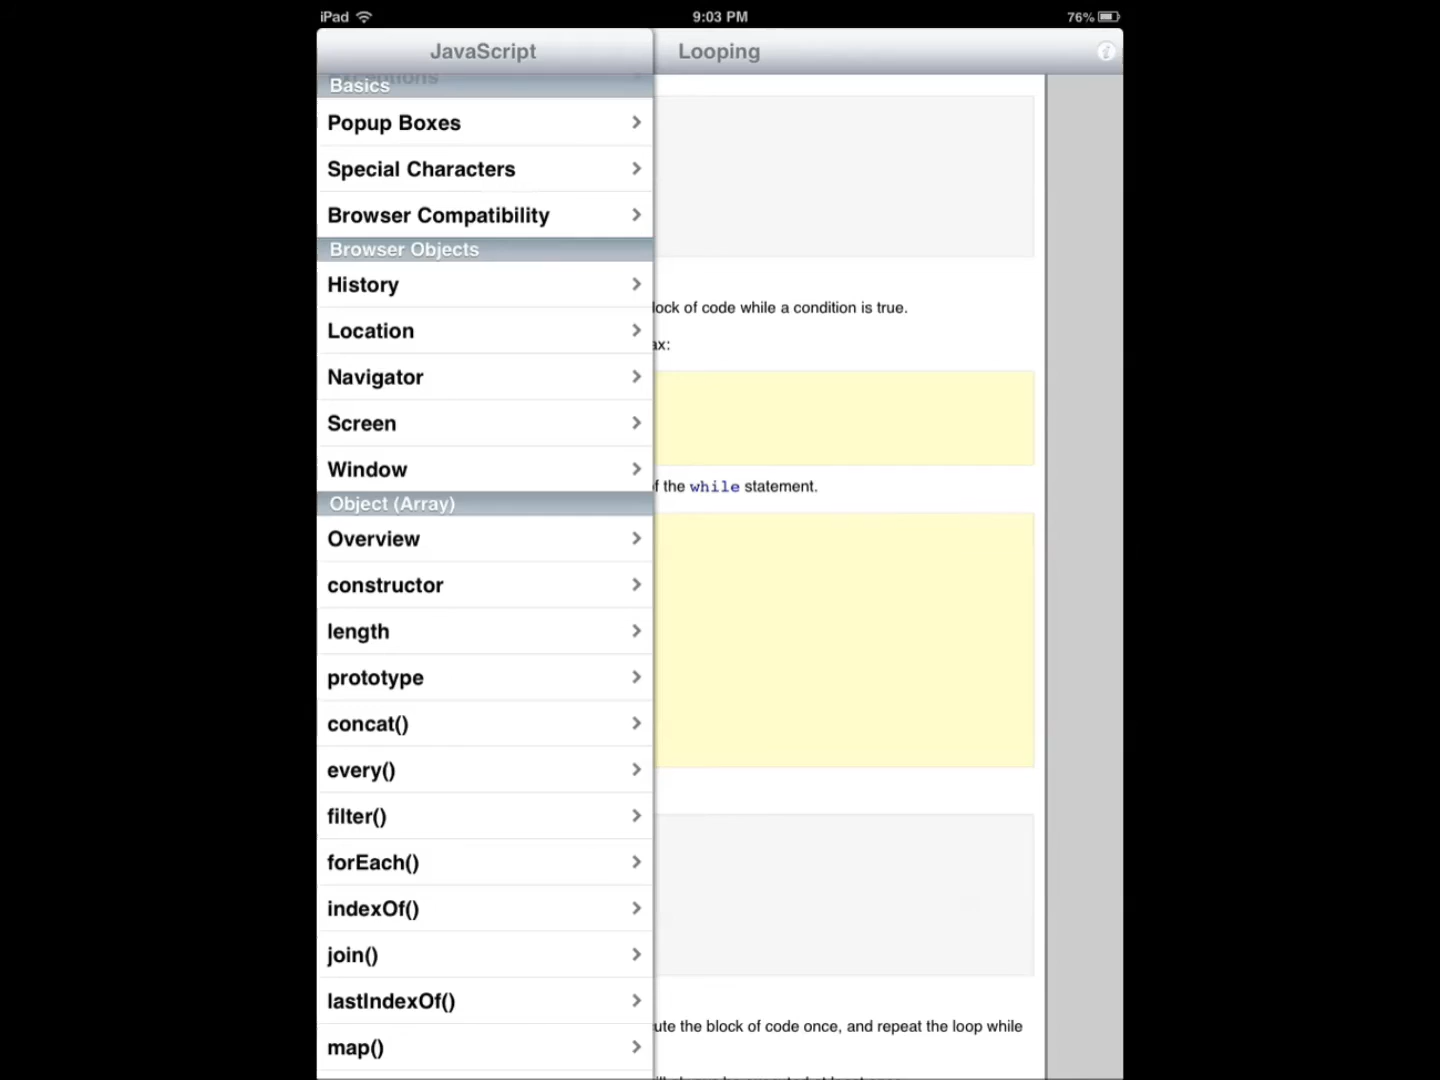 iPad
9:03 PM
76%
JavaScript
Exceptions
Basics
Popup Boxes
Special Characters
Browser Compatibility
Browser Objects
History
Location
Navigator
Screen
Window
Object (Array)
Overview
constructor
length
prototype
concat()
every()
filter()
forEach()
indexOf()
join()
lastIndexOf()
map()
Looping
lock of code while a condition is true.
ax:
f the while statement.
ute the block of code once, and repeat the loop while